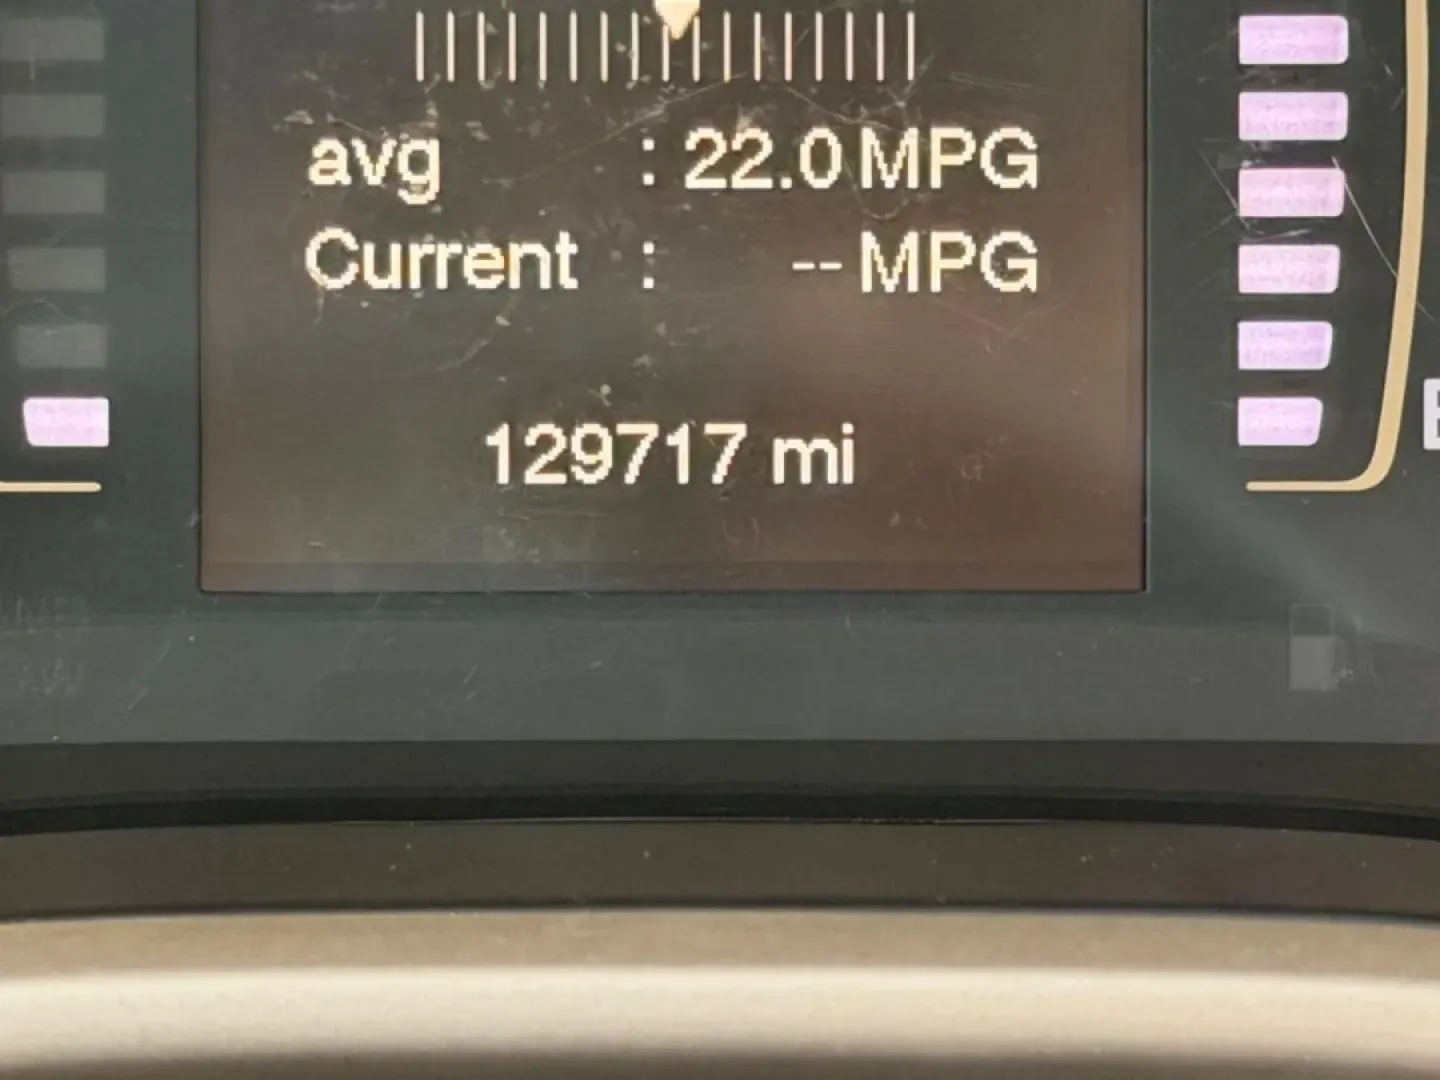 avg : 22.0 MPG
Current : -- MPG
129717 mi